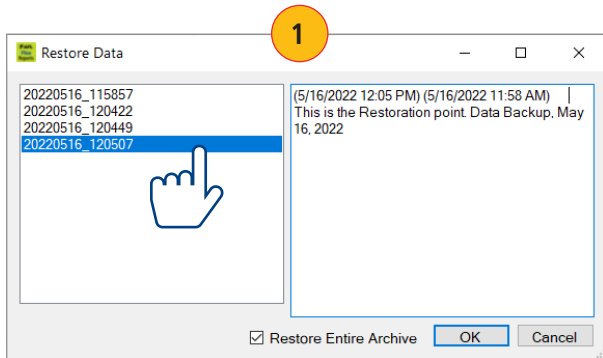 1
Restore Data
20220516_115857
20220516_120422
20220516_120449
20220516_120507
(5/16/2022 12:05 PM) (5/16/2022 11:58 AM)
This is the Restoration point. Data Backup, May
16, 2022
Restore Entire Archive
OK
Cancel